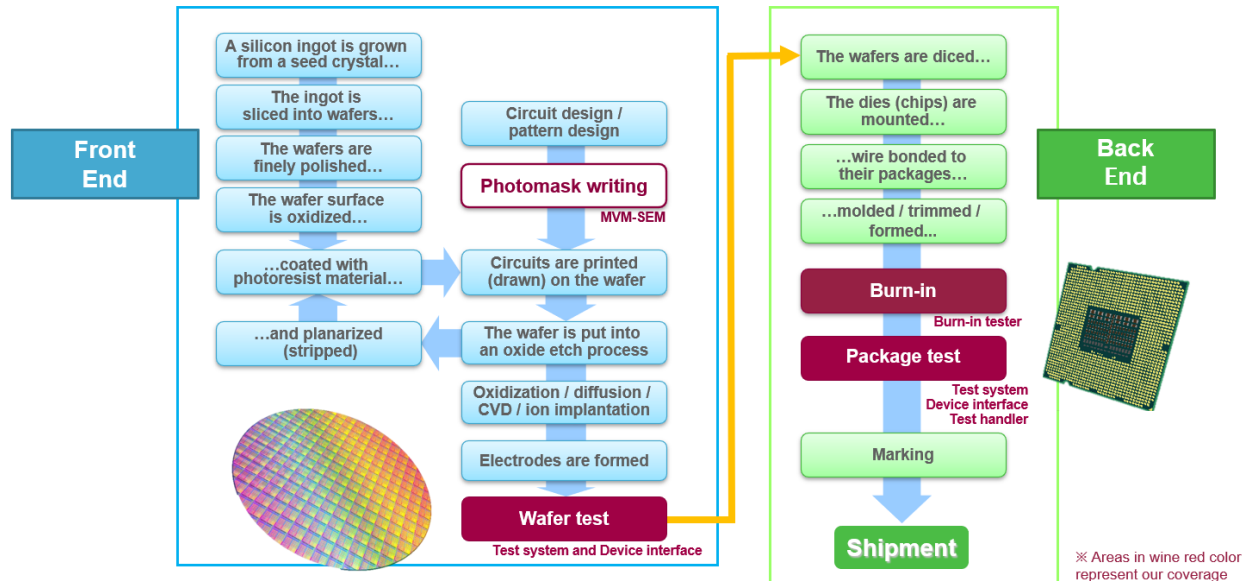 Front
End
A silicon ingot is grown
from a seed crystal…
The ingot is
sliced into wafers…
The wafers are
finely polished…
The wafer surface
is oxidized…
…coated with
photoresist material…
…and planarized
(stripped)
Circuit design /
pattern design
Photomask writing
MVM-SEM
Circuits are printed
(drawn) on the wafer
The wafer is put into
an oxide etch process
Oxidization / diffusion /
CVD / ion implantation
Electrodes are formed
Wafer test
Test system and Device interface
The wafers are diced…
The dies (chips) are
mounted…
…wire bonded to
their packages…
…molded / trimmed /
formed...
Burn-in
Burn-in tester
Package test
Test system
Device interface
Test handler
Marking
Shipment
Back
End
※ Areas in wine red color
represent our coverage